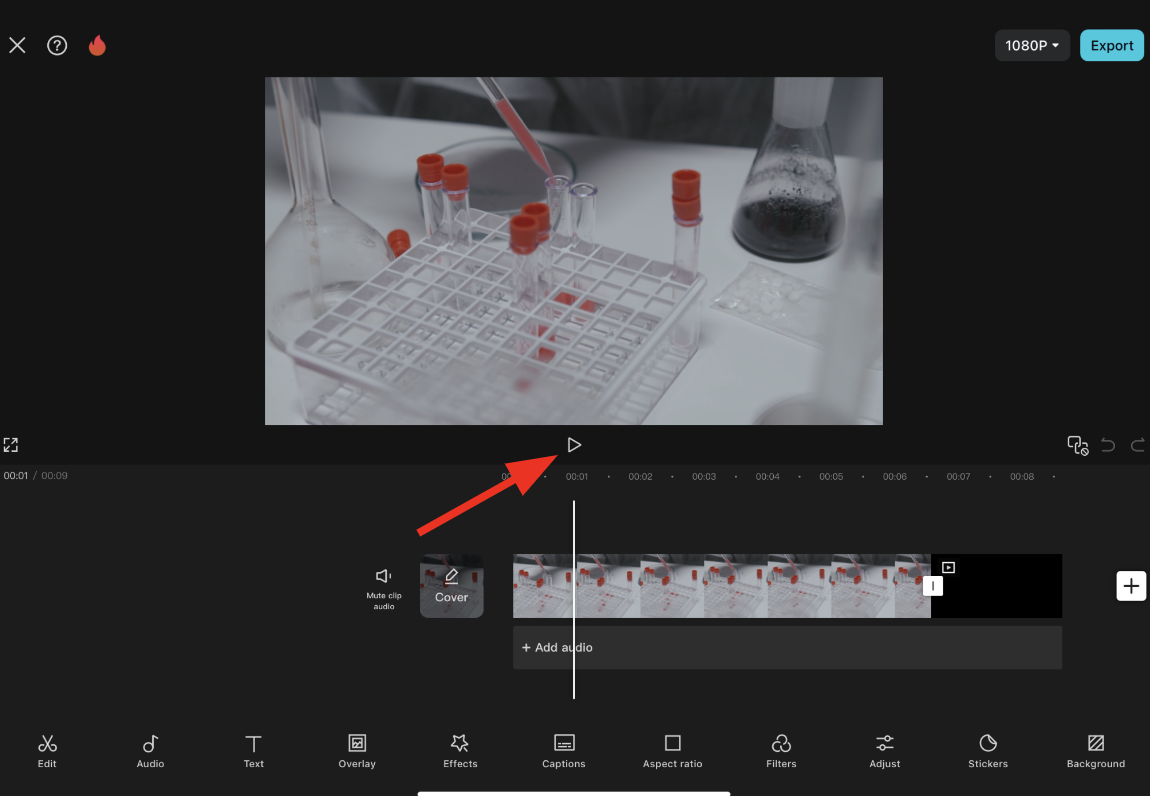 1080P
Export
00:01 / 00:09
00:01 00:02 00:03 00:04 00:05 00:06 00:07 00:08
Mute clip
audio
Cover
+ Add audio
Edit
Audio
Text
Overlay
Effects
Captions
Aspect ratio
Filters
Adjust
Stickers
Background